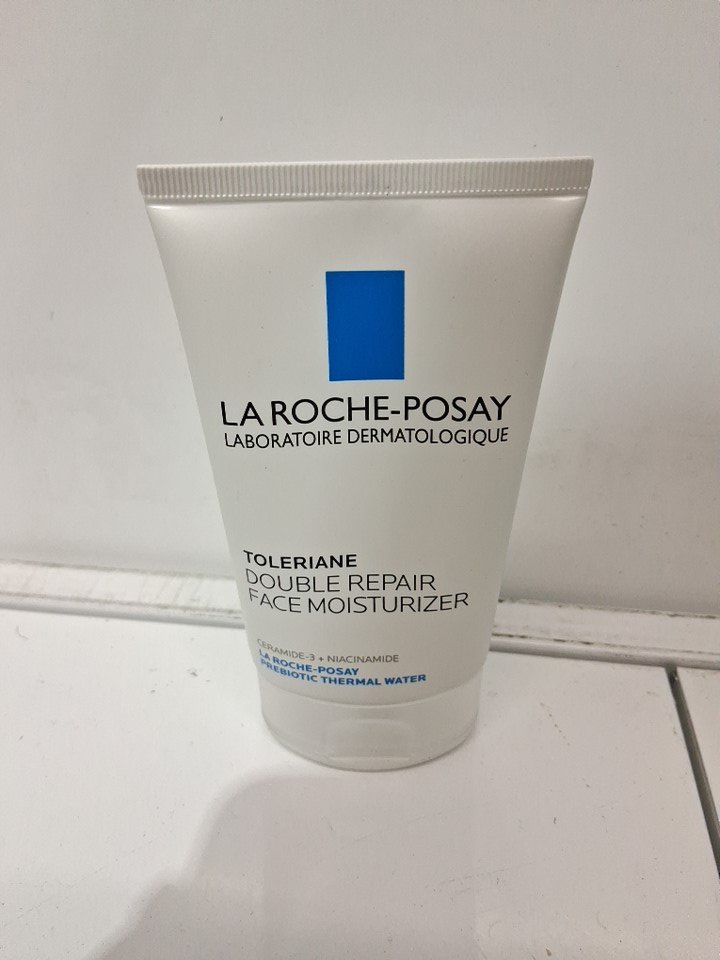 LA ROCHE-POSAY
LABORATOIRE DERMATOLOGIQUE
TOLERIANE
DOUBLE REPAIR
FACE MOISTURIZER
CERAMIDE-3 + NIACINAMIDE
LA ROCHE-POSAY
PREBIOTIC THERMAL WATER